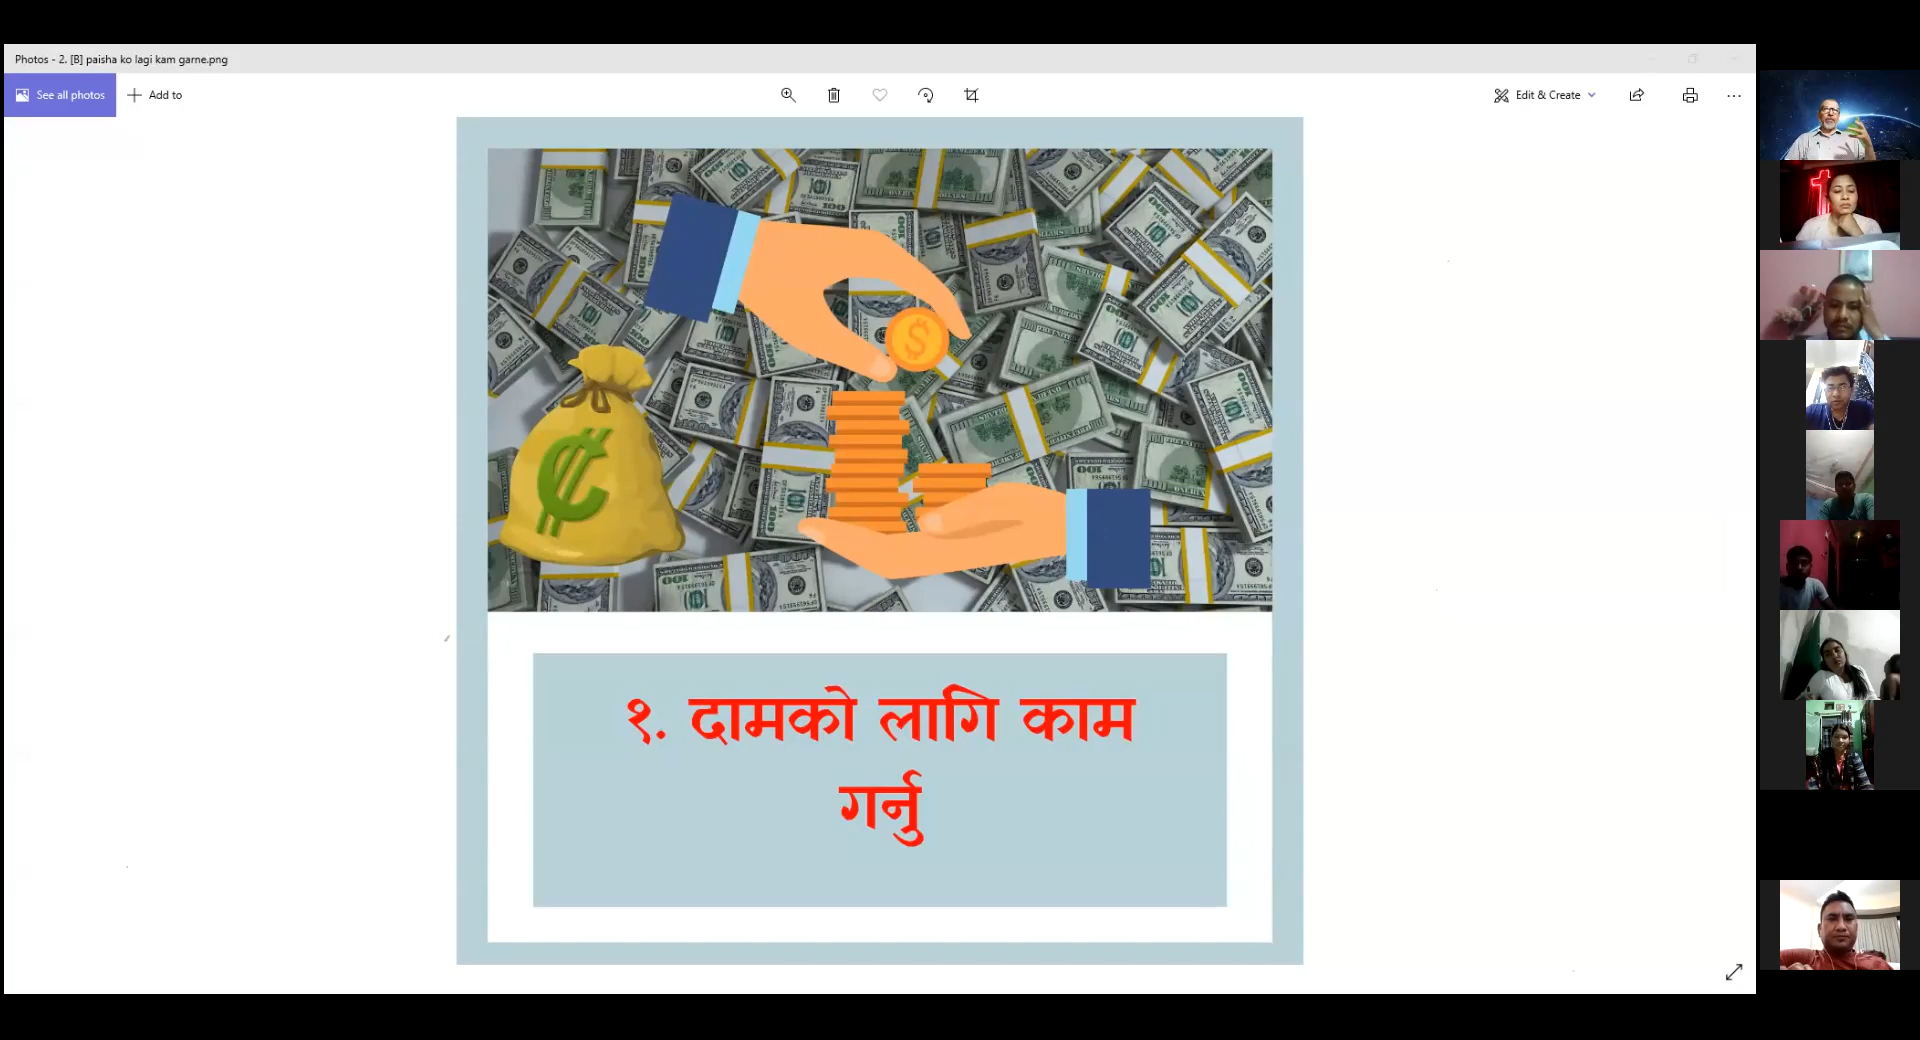 Photos - 2. [B] paisha ko lagi kam garne.png
See all photos
Add to
Edit & Create
१. दामको लागि काम
गर्नु